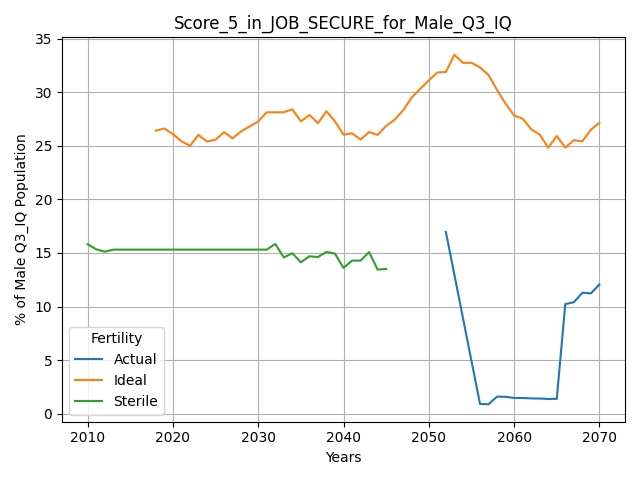 Score_5_in_JOB_SECURE_for_Male_Q3_IQ
% of Male Q3_IQ Population
35
30
25
20
15
10
5
0
Fertility
Actual
Ideal
Sterile
2010 2020 2030 2040 2050 2060 2070
Years